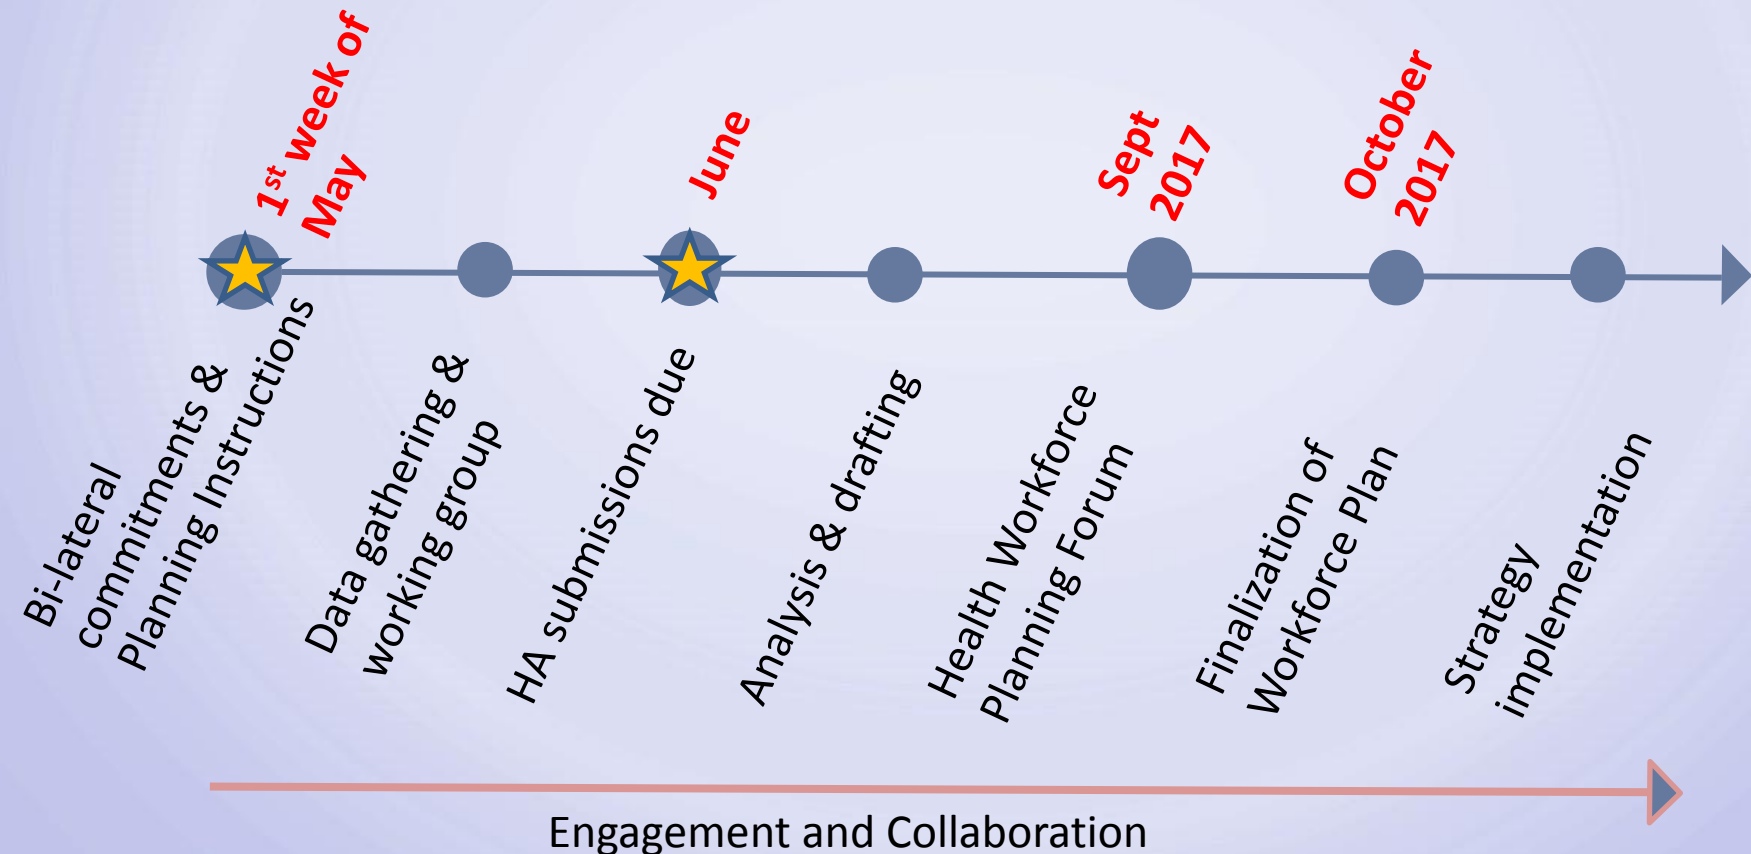 1st week of
May
June
Sept
2017
October
2017
Bi-lateral
commitments &
Planning Instructions
Data gathering &
working group
HA submissions due
Analysis & drafting
Health Workforce
Planning Forum
Finalization of
Workforce Plan
Strategy
implementation
Engagement and Collaboration